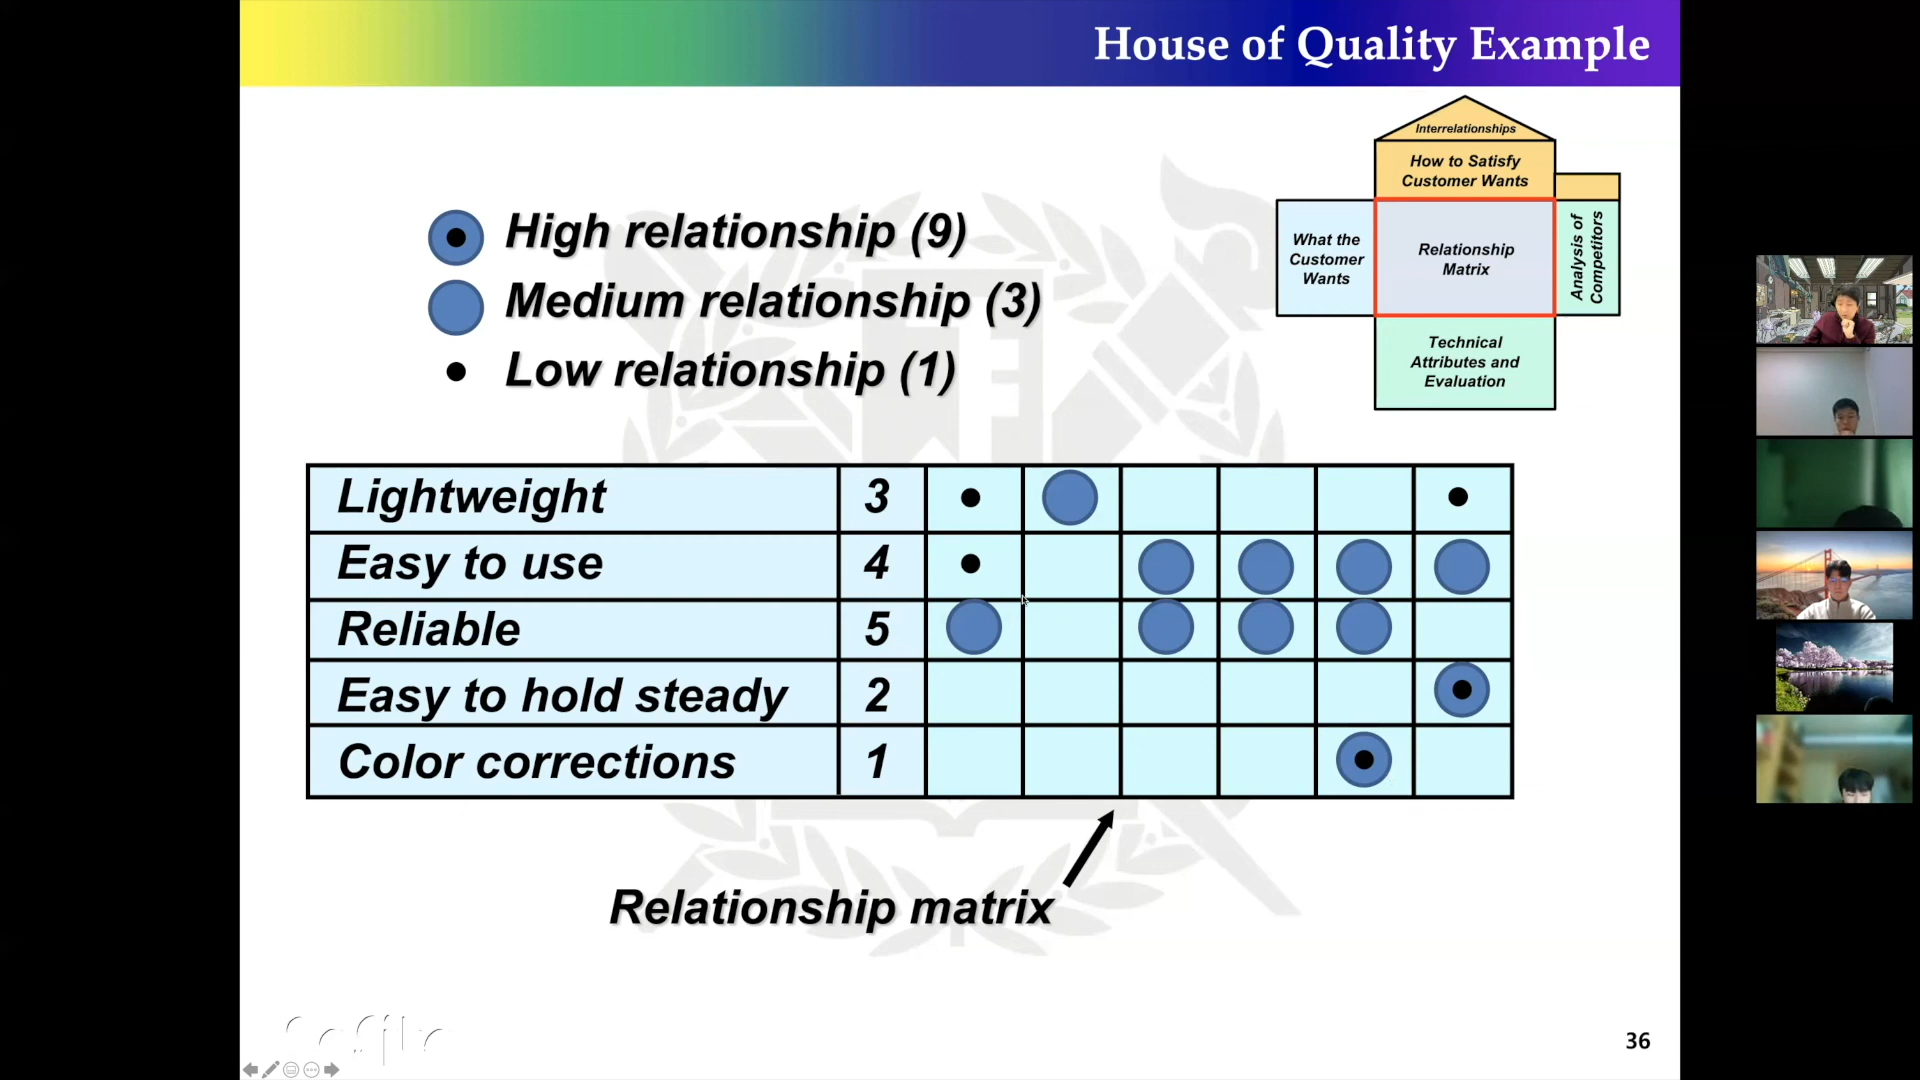 House of Quality Example
Interrelationships
How to Satisfy
Customer Wants
What the
Customer
Wants
Relationship
Matrix
Analysis of
Competitors
Technical
Attributes and
Evaluation
High relationship (9)
Medium relationship (3)
Low relationship (1)
Lightweight 3
Easy to use 4
Reliable 5
Easy to hold steady 2
Color corrections 1
Relationship matrix
36